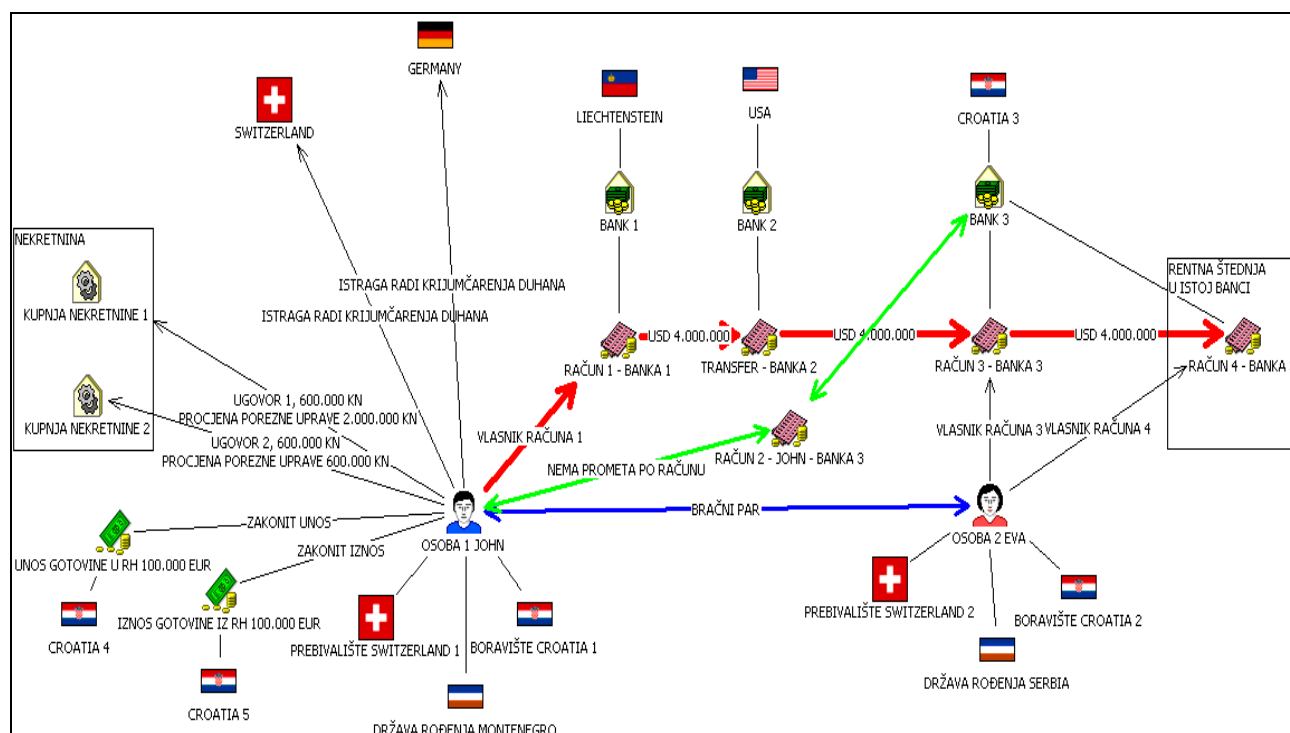 GERMANY
SWITZERLAND
LIECHTENSTEIN
USA
CROATIA 3
BANK 1
BANK 2
BANK 3
NEKRETNINA
KUPNJA NEKRETNINE 1
KUPNJA NEKRETNINE 2
ISTRAGA RADI KRIJUMČARENJA DUHANA
ISTRAGA RADI KRIJUMČARENJA DUHANA
RENTNA ŠTEDNJA
U ISTOJ BANCI
USD 4.000.000
USD 4.000.000
USD 4.000.000
RAČUN 1 - BANKA 1
TRANSFER - BANKA 2
RAČUN 3 - BANKA 3
RAČUN 4 - BANKA
UGOVOR 1, 600.000 KN
PROCJENA POREZNE UPRAVE 2.000.000 KN
UGOVOR 2, 600.000 KN
PROCJENA POREZNE UPRAVE 600.000 KN
VLASNIK RAČUNA 1
VLASNIK RAČUNA 3
VLASNIK RAČUNA 4
RAČUN 2 - JOHN - BANKA 3
NEMA PROMETA PO RAČUNU
BRAČNI PAR
ZAKONIT UNOS
ZAKONIT IZNOS
OSOBA 1 JOHN
OSOBA 2 EVA
UNOS GOTOVINE U RH 100.000 EUR
IZNOS GOTOVINE IZ RH 100.000 EUR
CROATIA 4
CROATIA 5
PREBIVALIŠTE SWITZERLAND 1
BORAVIŠTE CROATIA 1
DRŽAVA ROĐENJA MONTENEGRO
PREBIVALIŠTE SWITZERLAND 2
BORAVIŠTE CROATIA 2
DRŽAVA ROĐENJA SERBIA